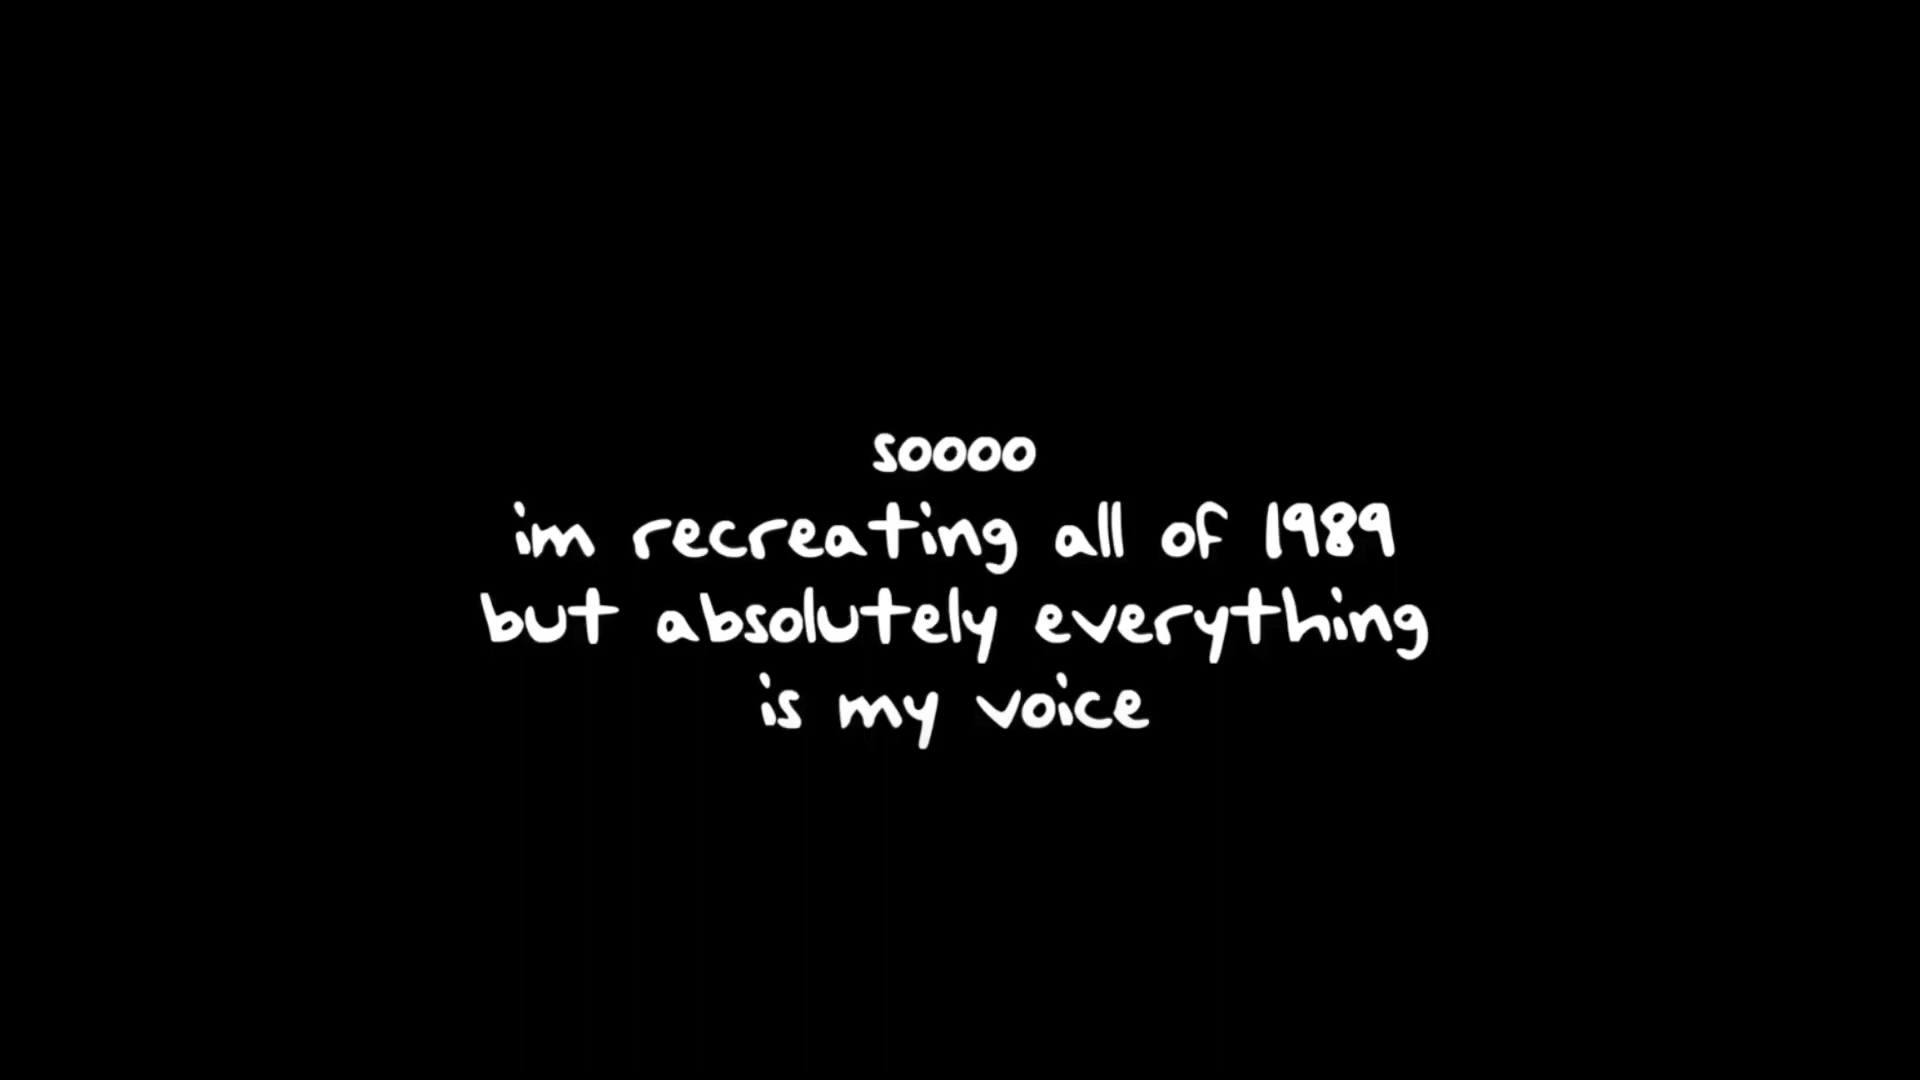 soooo
im recreating all of 1989
but absolutely everything
is my voice